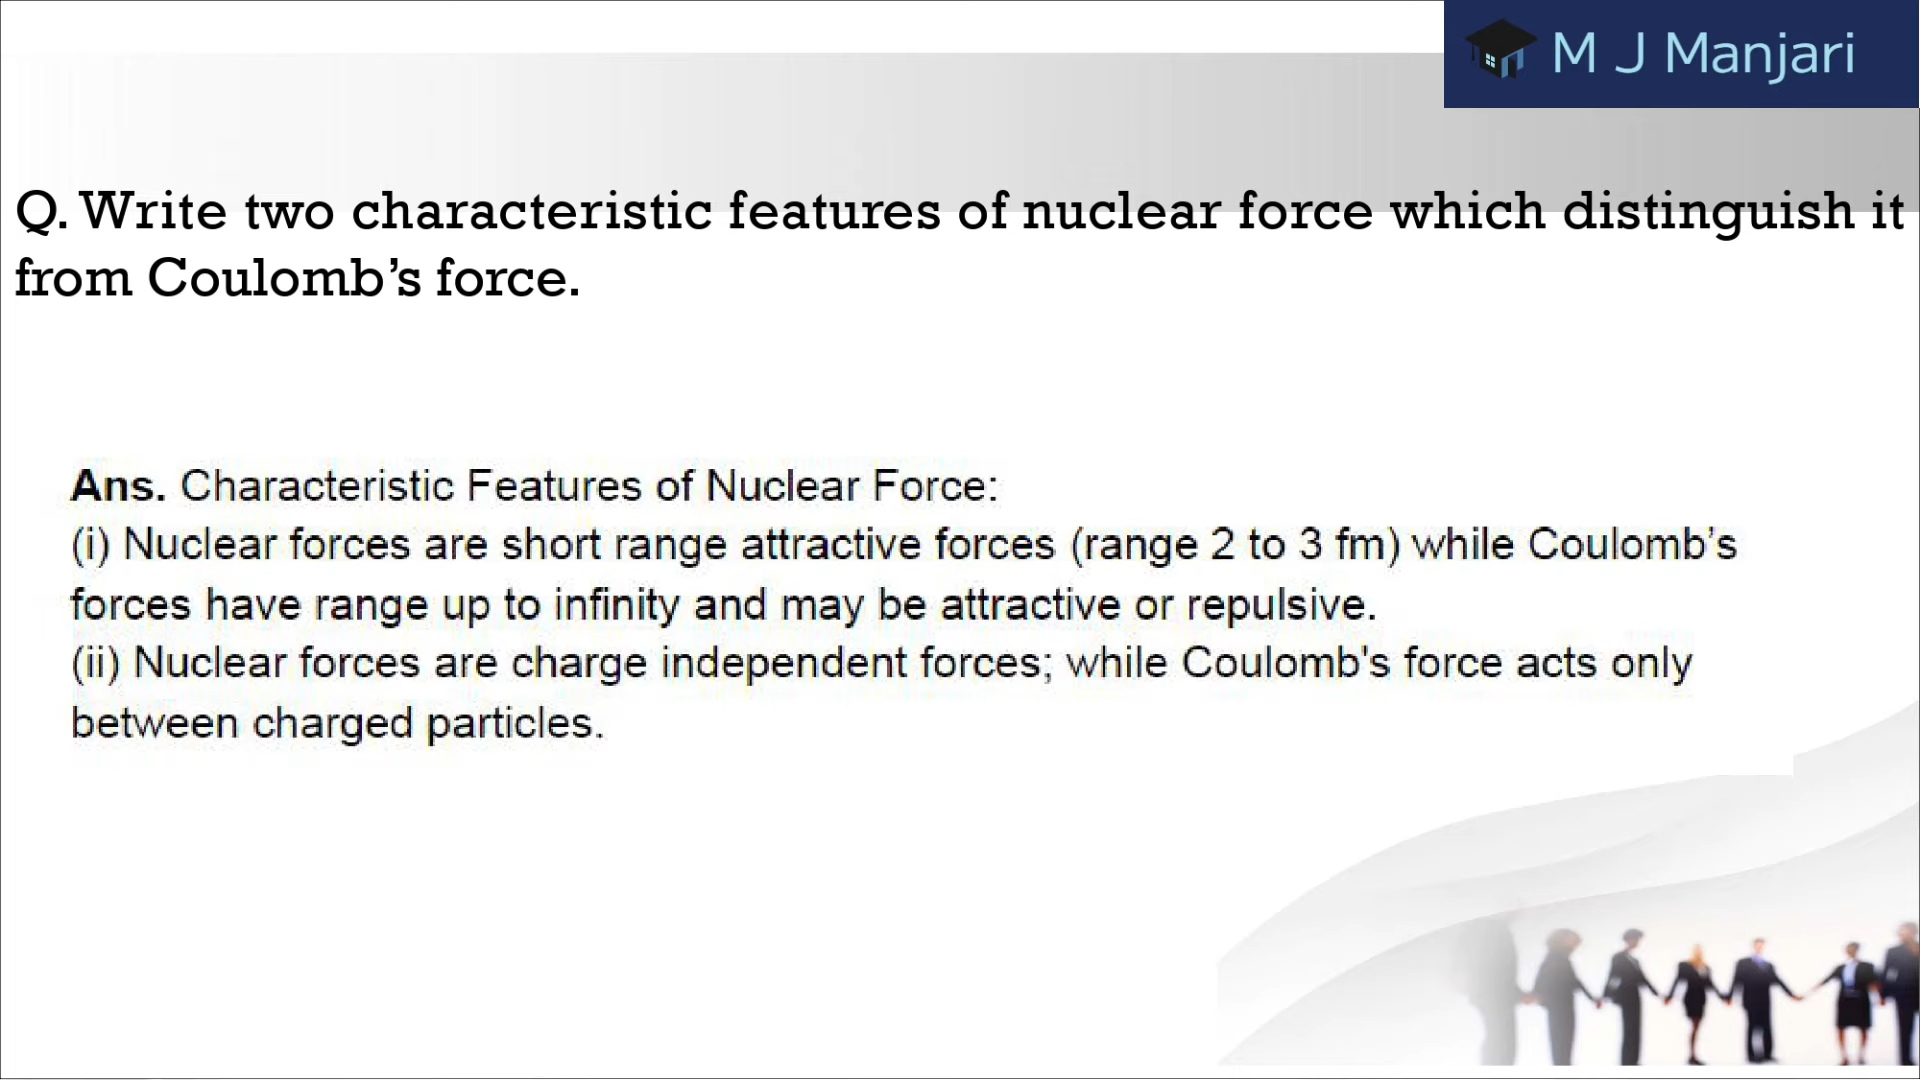 M J Manjari
Q. Write two characteristic features of nuclear force which distinguish it
from Coulomb’s force.
Ans. Characteristic Features of Nuclear Force:
(i) Nuclear forces are short range attractive forces (range 2 to 3 fm) while Coulomb’s
forces have range up to infinity and may be attractive or repulsive.
(ii) Nuclear forces are charge independent forces; while Coulomb's force acts only
between charged particles.